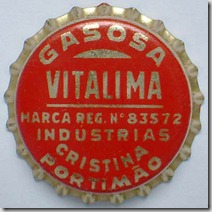 GASOSA
VITALIMA
MARCA REG. Nº 83572
INDUSTRIAS
CRISTINA
PORTIMÃO